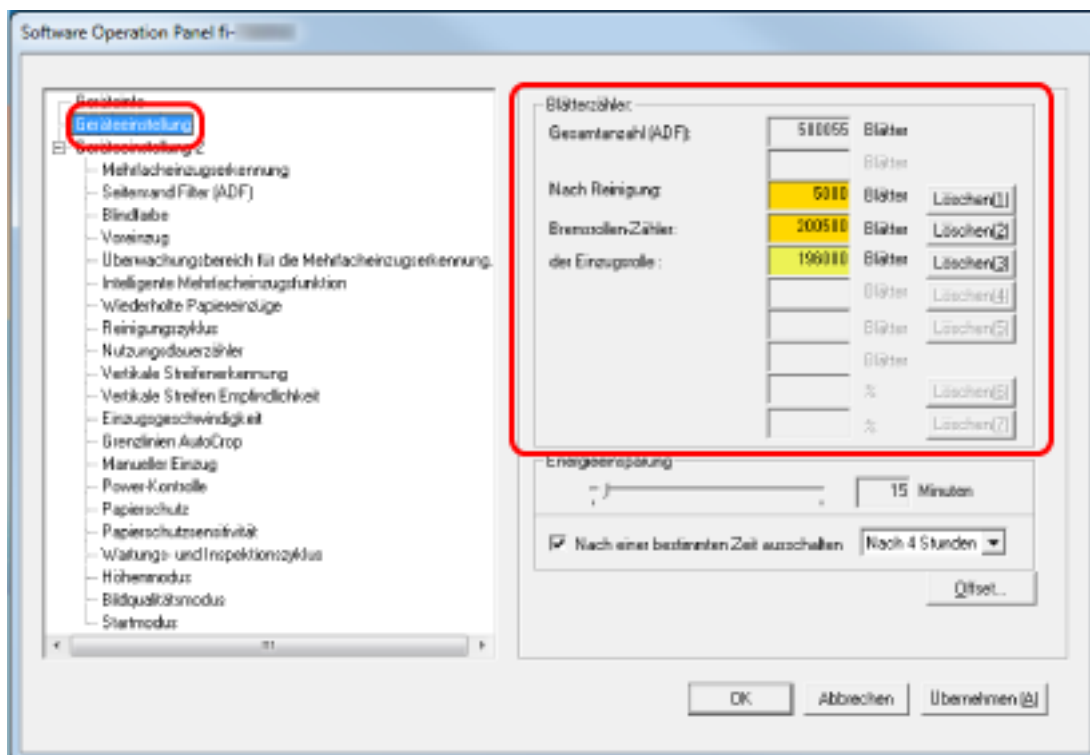 Software Operation Panel fi-
Geräteinfo
Geräteeinstellung
Geräteeinstellung 2
Mehrfacheinzugserkennung
Seitenrand Filter (ADF)
Blindfarbe
Voreinzug
Überwachungsbereich für die Mehrfacheinzugserkennung.
Intelligente Mehrfacheinzugsfunktion
Wiederholte Papiereinzüge
Reinigungszyklus
Nutzungsdauerzähler
Vertikale Streifenerkennung
Vertikale Streifen Empfindlichkeit
Einzugsgeschwindigkeit
Grenzlinien AutoCrop
Manueller Einzug
Power-Kontrolle
Papierschutz
Papierschutzsensitivität
Wartungs- und Inspektionszyklus
Höhenmodus
Bildqualitätsmodus
Startmodus
Blätterzähler:
Gesamtanzahl (ADF): 510055 Blätter
Blätter
Nach Reinigung: 5000 Blätter Löschen(1)
Bremsrollen-Zähler: 200500 Blätter Löschen(2)
der Einzugsrolle : 196000 Blätter Löschen(3)
Blätter Löschen(4)
Blätter Löschen(5)
Blätter
% Löschen(6)
% Löschen(7)
Energieeinsparung
15 Minuten
Nach einer bestimmten Zeit ausschalten Nach 4 Stunden
Offset...
OK Abbrechen Übernehmen (A)